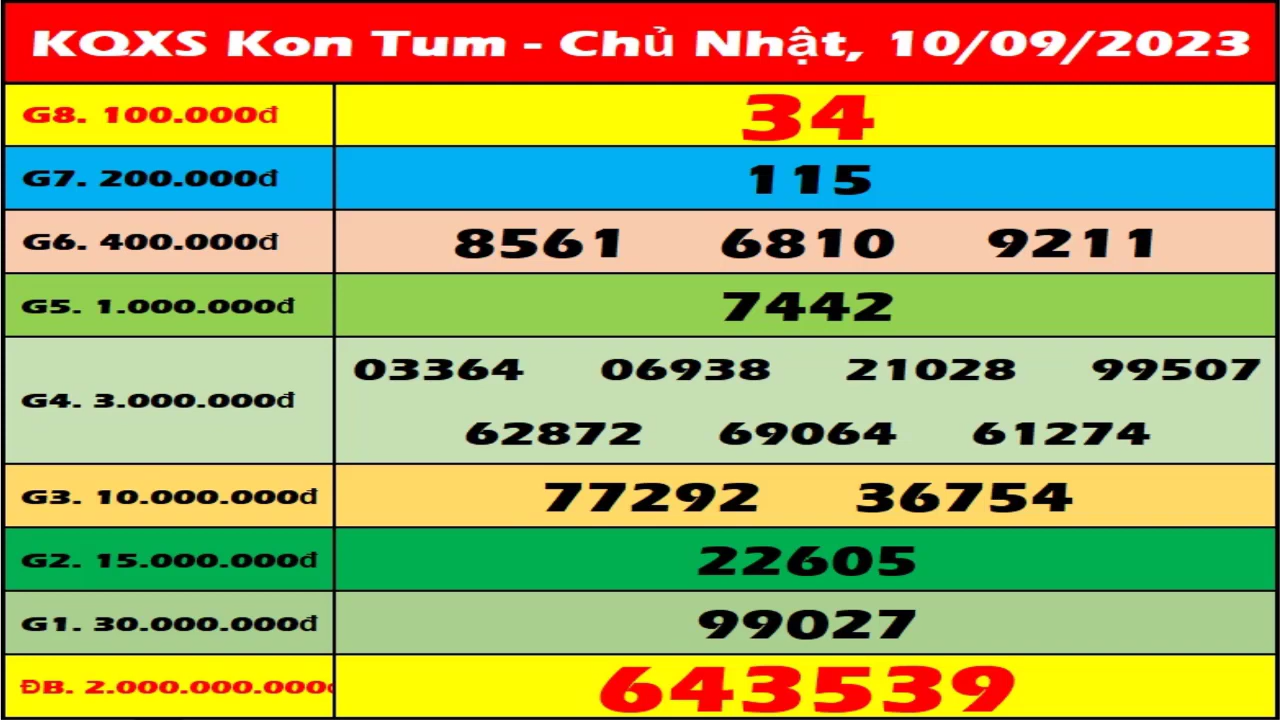 KQXS Kon Tum - Chủ Nhật, 10/09/2023
G8. 100.000đ 34
G7. 200.000đ 115
G6. 400.000đ 8561 6810 9211
G5. 1.000.000đ 7442
03364 06938 21028 99507
G4. 3.000.000đ
62872 69064 61274
G3. 10.000.000đ 77292 36754
G2. 15.000.000đ 22605
G1. 30.000.000đ 99027
ĐB. 2.000.000.000đ 643539